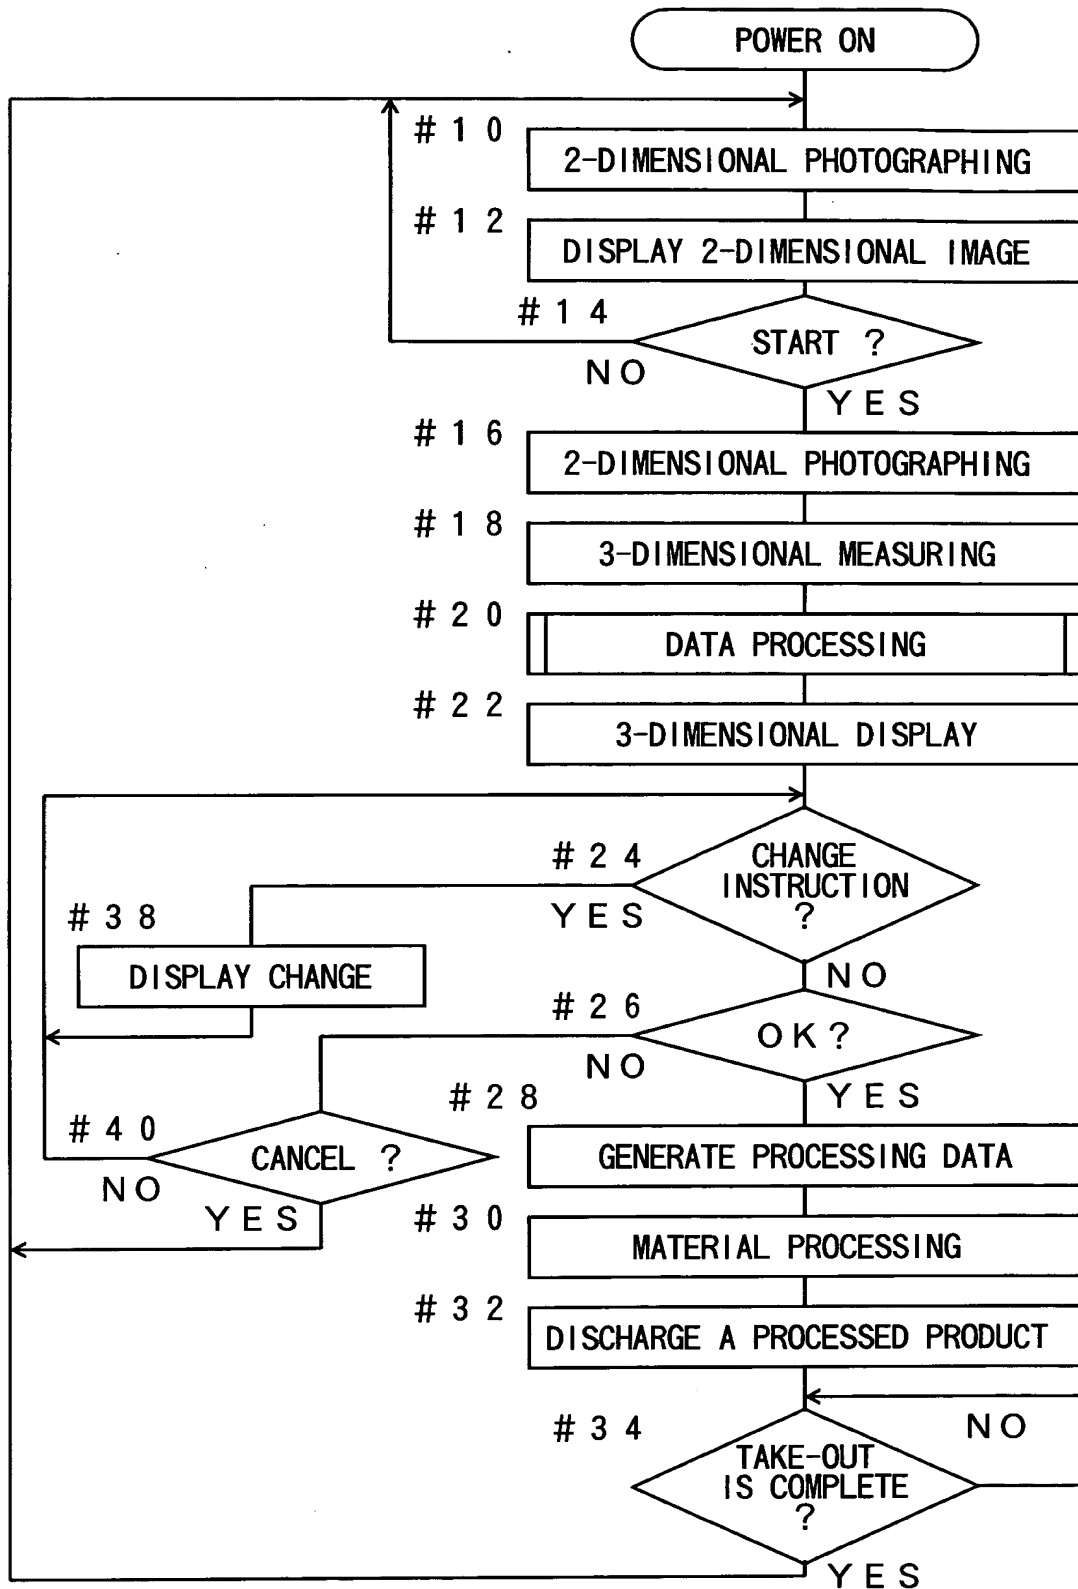 POWER ON
#10
2-DIMENSIONAL PHOTOGRAPHING
#12
DISPLAY 2-DIMENSIONAL IMAGE
#14
START ?
NO
YES
#16
2-DIMENSIONAL PHOTOGRAPHING
#18
3-DIMENSIONAL MEASURING
#20
DATA PROCESSING
#22
3-DIMENSIONAL DISPLAY
#24
CHANGE
INSTRUCTION
?
YES
NO
#38
DISPLAY CHANGE
#26
OK?
NO
YES
#40
CANCEL ?
NO
YES
#28
GENERATE PROCESSING DATA
#30
MATERIAL PROCESSING
#32
DISCHARGE A PROCESSED PRODUCT
#34
TAKE-OUT
IS COMPLETE
?
NO
YES